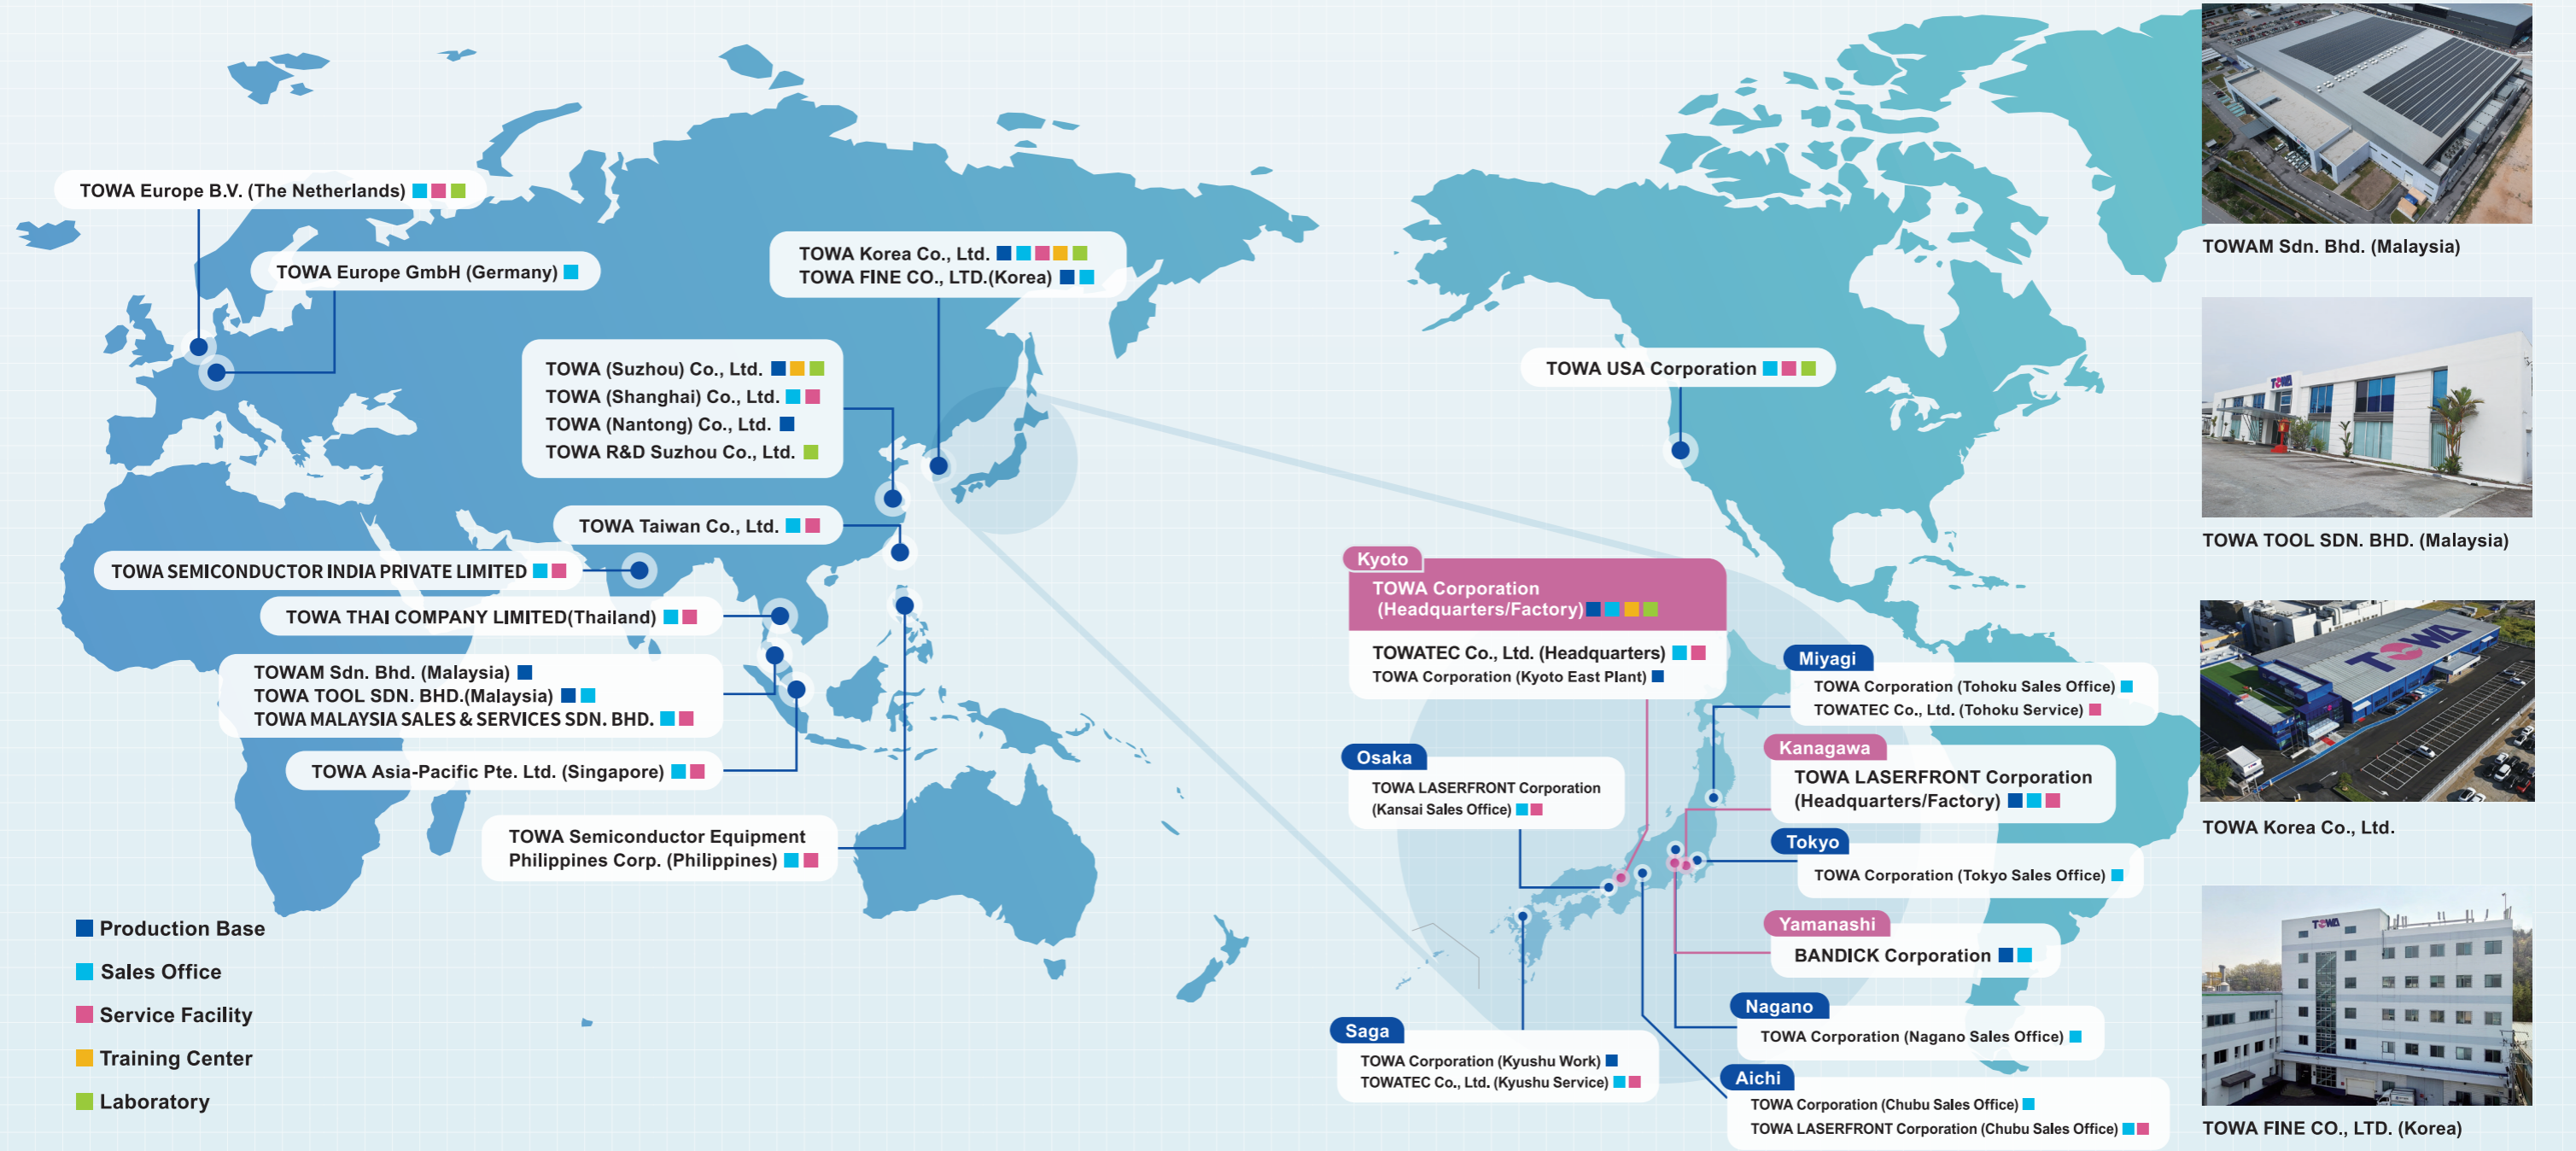 TOWA Europe B.V. (The Netherlands)
TOWA Europe GmbH (Germany)
TOWA Korea Co., Ltd.
TOWA FINE CO., LTD.(Korea)
TOWA (Suzhou) Co., Ltd.
TOWA (Shanghai) Co., Ltd.
TOWA (Nantong) Co., Ltd.
TOWA R&D Suzhou Co., Ltd.
TOWA Taiwan Co., Ltd.
TOWA SEMICONDUCTOR INDIA PRIVATE LIMITED
TOWA THAI COMPANY LIMITED(Thailand)
TOWAM Sdn. Bhd. (Malaysia)
TOWA TOOL SDN. BHD.(Malaysia)
TOWA MALAYSIA SALES & SERVICES SDN. BHD.
TOWA Asia-Pacific Pte. Ltd. (Singapore)
TOWA Semiconductor Equipment
Philippines Corp. (Philippines)
Production Base
Sales Office
Service Facility
Training Center
Laboratory
TOWA USA Corporation
Kyoto
TOWA Corporation
(Headquarters/Factory)
TOWATEC Co., Ltd. (Headquarters)
TOWA Corporation (Kyoto East Plant)
Osaka
TOWA LASERFRONT Corporation
(Kansai Sales Office)
Saga
TOWA Corporation (Kyushu Work)
TOWATEC Co., Ltd. (Kyushu Service)
Miyagi
TOWA Corporation (Tohoku Sales Office)
TOWATEC Co., Ltd. (Tohoku Service)
Kanagawa
TOWA LASERFRONT Corporation
(Headquarters/Factory)
Tokyo
TOWA Corporation (Tokyo Sales Office)
Yamanashi
BANDICK Corporation
Nagano
TOWA Corporation (Nagano Sales Office)
Aichi
TOWA Corporation (Chubu Sales Office)
TOWA LASERFRONT Corporation (Chubu Sales Office)
TOWAM Sdn. Bhd. (Malaysia)
TOWA
TOWA TOOL SDN. BHD. (Malaysia)
TOWA
TOWA Korea Co., Ltd.
TOWA
TOWA FINE CO., LTD. (Korea)